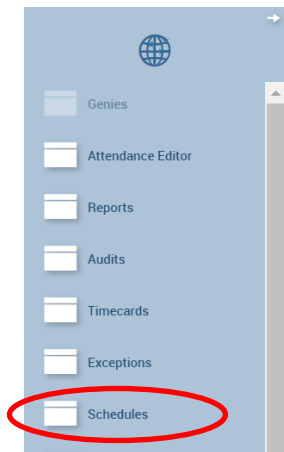 Genies
Attendance Editor
Reports
Audits
Timecards
Exceptions
Schedules